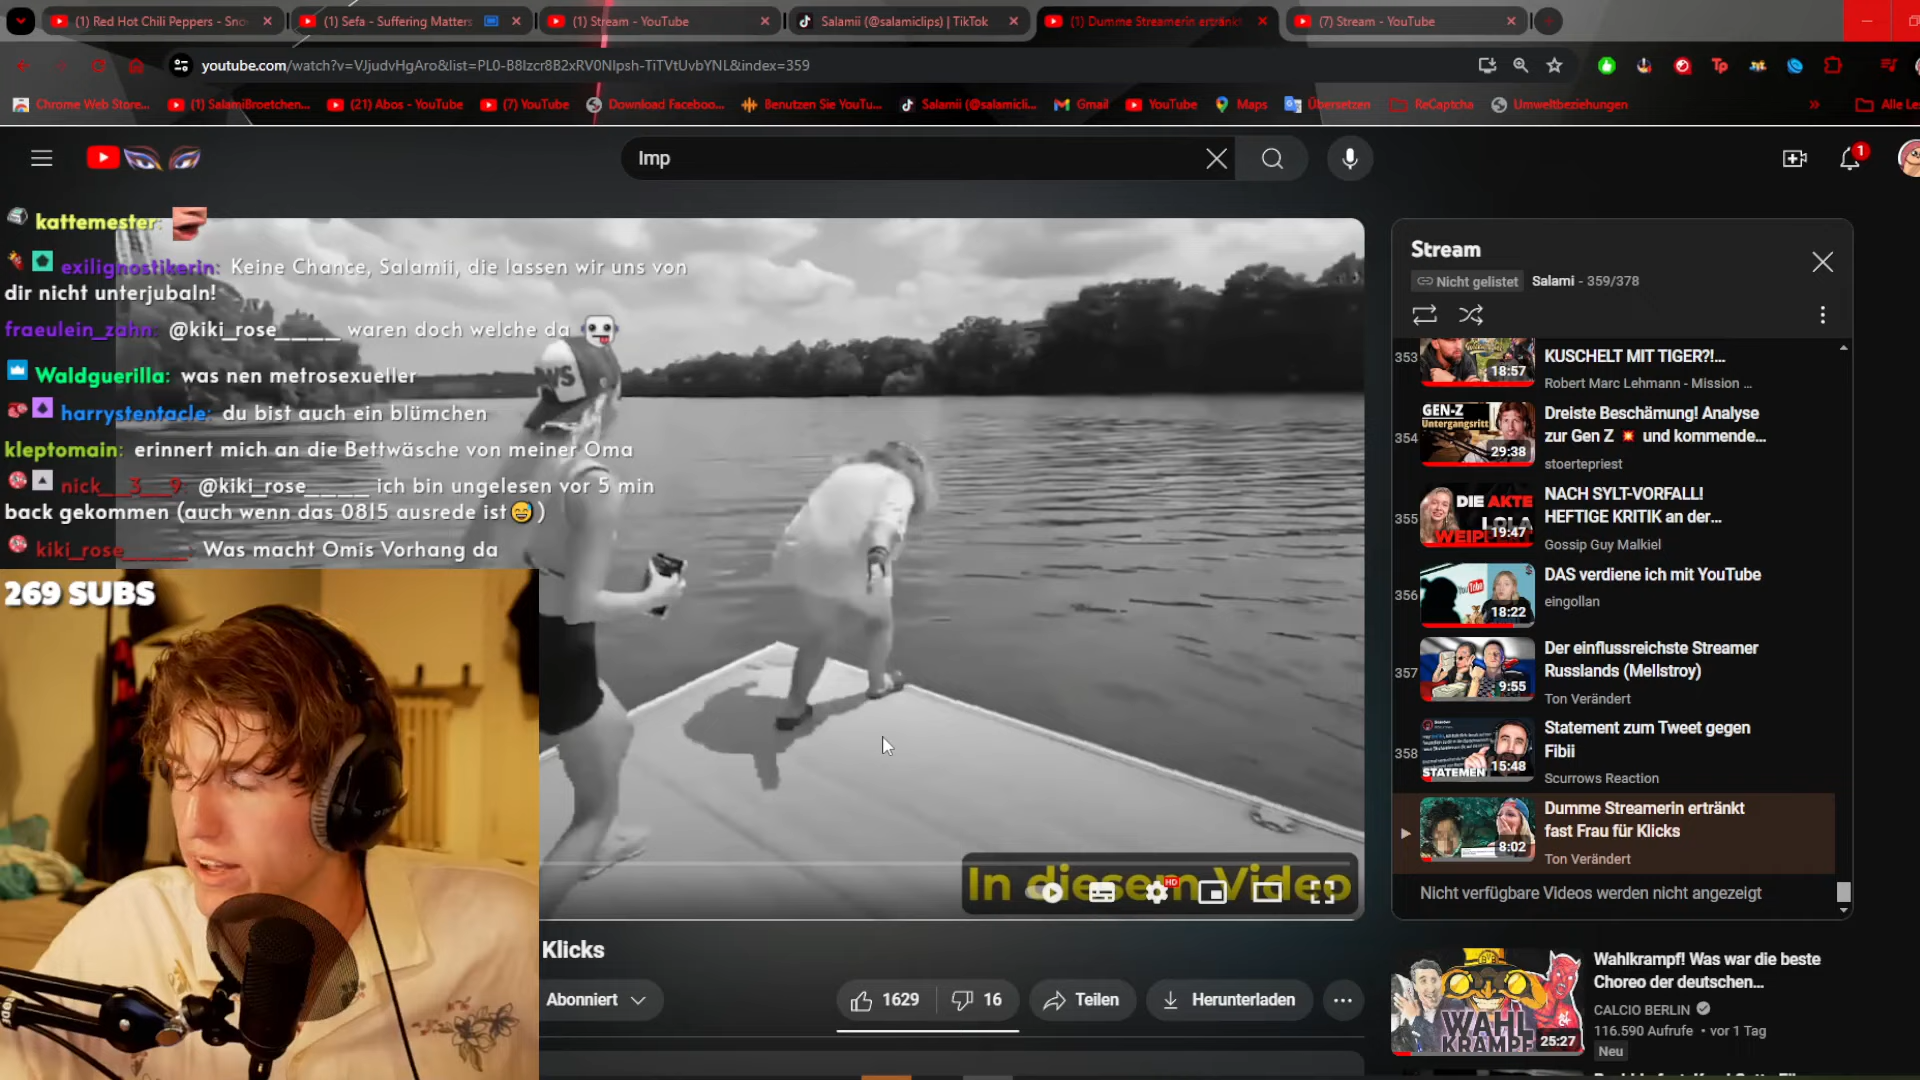 (1) Red Hot Chili Peppers - Sno
(1) Sefa - Suffering Matters
(1) Stream - YouTube
Salamii (@salamiclips) | TikTok
(1) Dumme Streamerin ertränkt
(7) Stream - YouTube
youtube.com/watch?v=VJjudvHgAro&list=PL0-B8lzcr8B2xRV0NIpsh-TiTVtUvbYNL&index=359
Chrome Web Store...
(1) SalamiBroetchen...
(21) Abos - YouTube
(7) YouTube
Download Faceboo...
Benutzen Sie YouTu...
Salamii (@salamicli...
Gmail
YouTube
Maps
Übersetzen
ReCaptcha
Umweltbeziehungen
»
Alle Le
lmp
1
kattemester:
exilignostikerin: Keine Chance, Salamii, die lassen wir uns von
dir nicht unterjubaln!
fraeulein_zahn: @kiki_rose____ waren doch welche da
Waldguerilla: was nen metrosexueller
harrystentacle: du bist auch ein blümchen
kleptomain: erinnert mich an die Bettwäsche von meiner Oma
nick__3__9: @kiki_rose____ ich bin ungelesen vor 5 min
back gekommen (auch wenn das 0815 ausrede ist😅)
kiki_rose____: Was macht Omis Vorhang da
269 SUBS
In diesem Video
HD
Klicks
Abonniert
1629
16
Teilen
Herunterladen
Stream
Nicht gelistet
Salami - 359/378
353
18:57
KUSCHELT MIT TIGER?!...
Robert Marc Lehmann - Mission ...
354
GEN-Z
Untergangsritt
29:38
Dreiste Beschämung! Analyse
zur Gen Z 💥 und kommende...
stoertepriest
355
DIE AKTE
LOLA
WEIP
19:47
NACH SYLT-VORFALL!
HEFTIGE KRITIK an der...
Gossip Guy Malkiel
356
18:22
DAS verdiene ich mit YouTube
eingollan
357
9:55
Der einflussreichste Streamer
Russlands (Mellstroy)
Ton Verändert
358
STATEMEN
15:48
Statement zum Tweet gegen
Fibii
Scurrows Reaction
8:02
Dumme Streamerin ertränkt
fast Frau für Klicks
Ton Verändert
Nicht verfügbare Videos werden nicht angezeigt
WAHL
KRAMPF
25:27
Wahlkrampf! Was war die beste
Choreo der deutschen...
CALCIO BERLIN
116.590 Aufrufe • vor 1 Tag
Neu